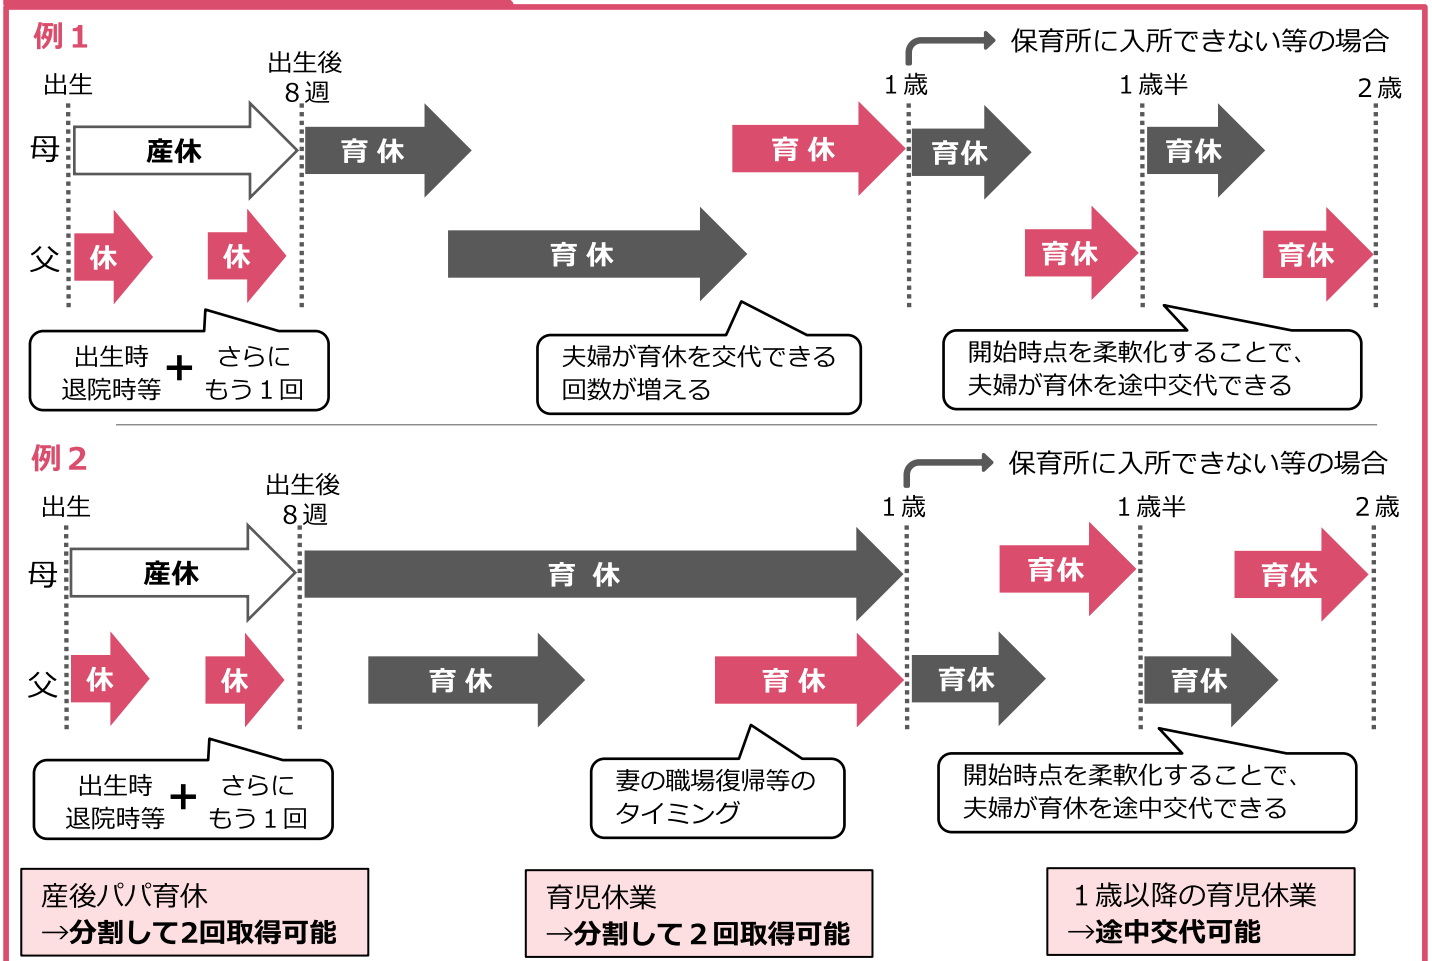 例１
保育所に入所できない等の場合
出生
出生後
８週
１歳
１歳半
２歳
母
産休
育 休
育 休
育休
育休
父
休
休
育 休
育休
育休
出生時
退院時等
＋
さらに
もう１回
夫婦が育休を交代できる
回数が増える
開始時点を柔軟化することで、
夫婦が育休を途中交代できる
例２
保育所に入所できない等の場合
出生
出生後
８週
１歳
１歳半
２歳
母
産休
育 休
育休
育休
父
休
休
育 休
育 休
育休
育休
出生時
退院時等
＋
さらに
もう１回
妻の職場復帰等の
タイミング
開始時点を柔軟化することで、
夫婦が育休を途中交代できる
産後パパ育休
→分割して2回取得可能
育児休業
→分割して２回取得可能
１歳以降の育児休業
→途中交代可能